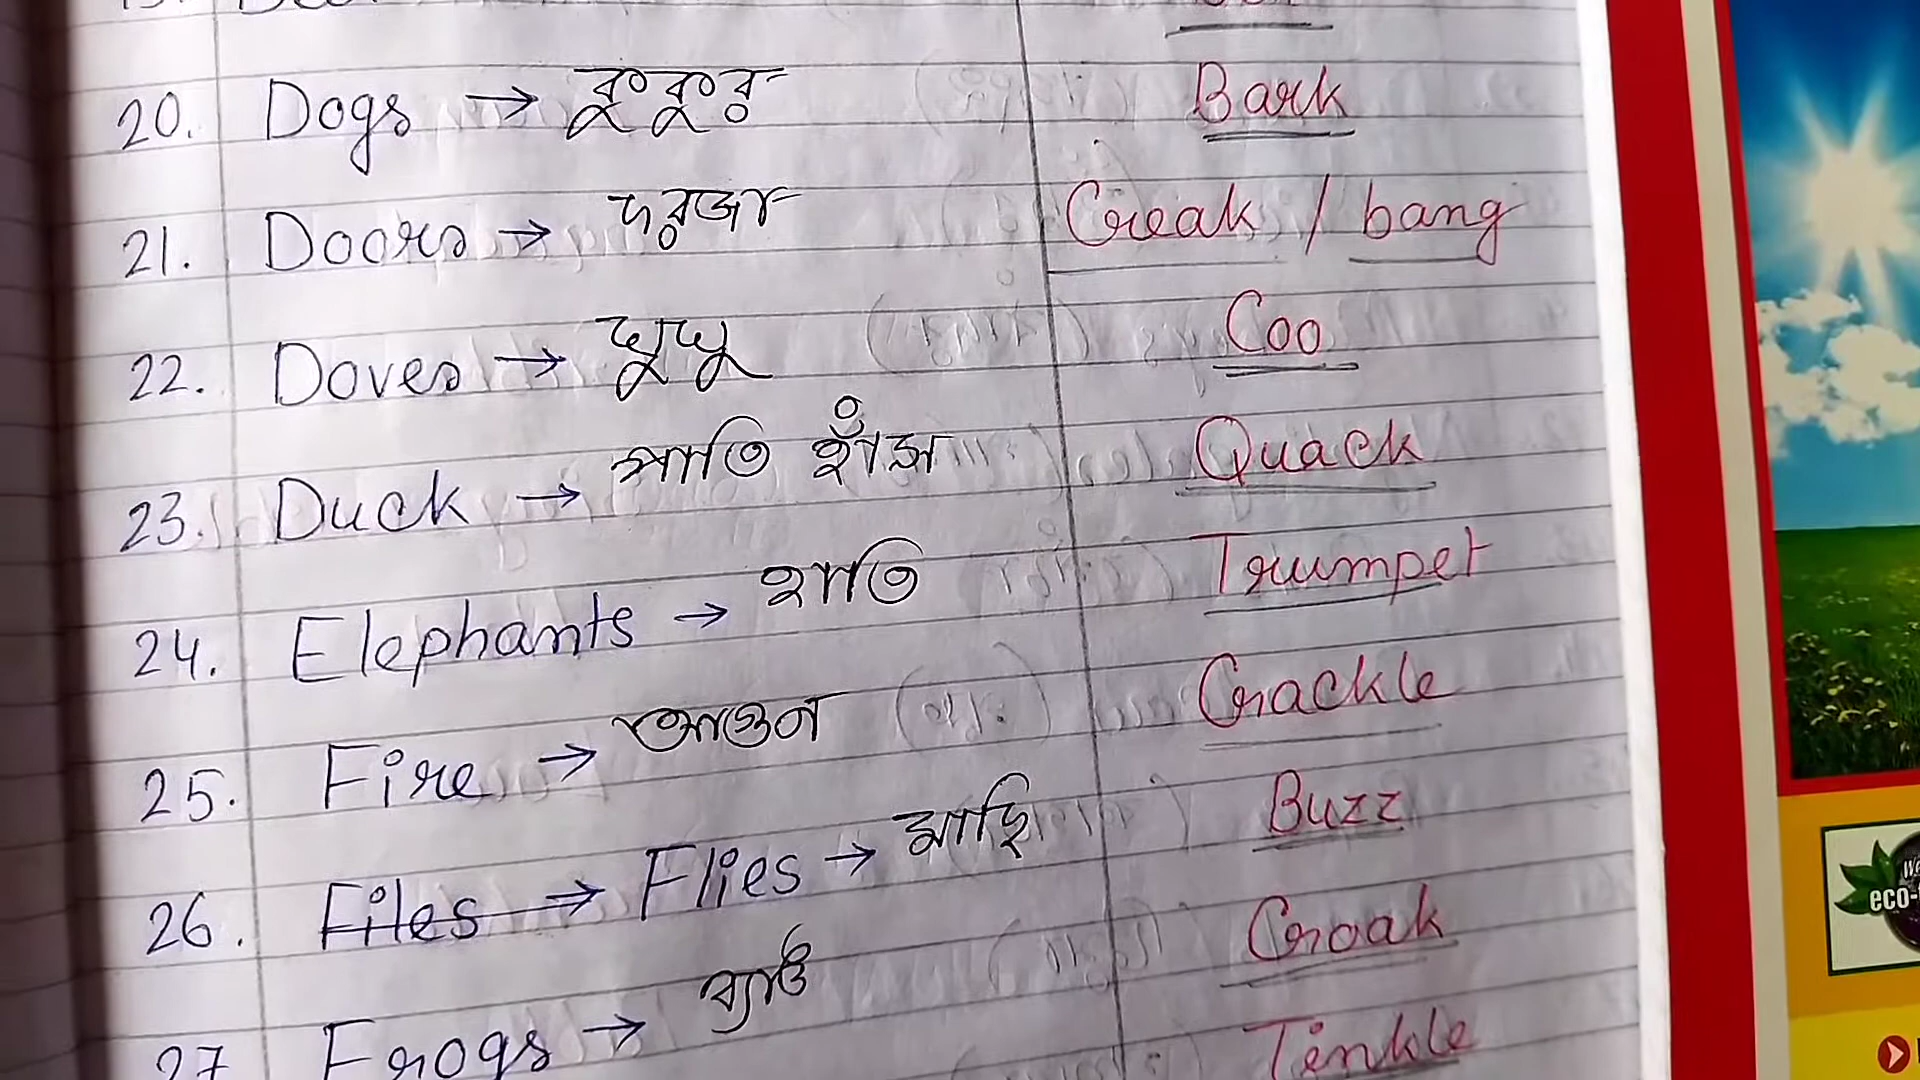 20. Dogs → কুকুর Bark
21. Doors → দরজা Creak / bang
22. Doves → ঘুঘু Coo
23. Duck → পাতি হাঁস Quack
24. Elephants → হাতি Trumpet
25. Fire → আগুন Crackle
26. Files → Flies → মাছি Buzz
27 Frogs → ব্যাঙ Croak
Tinkle
eco-